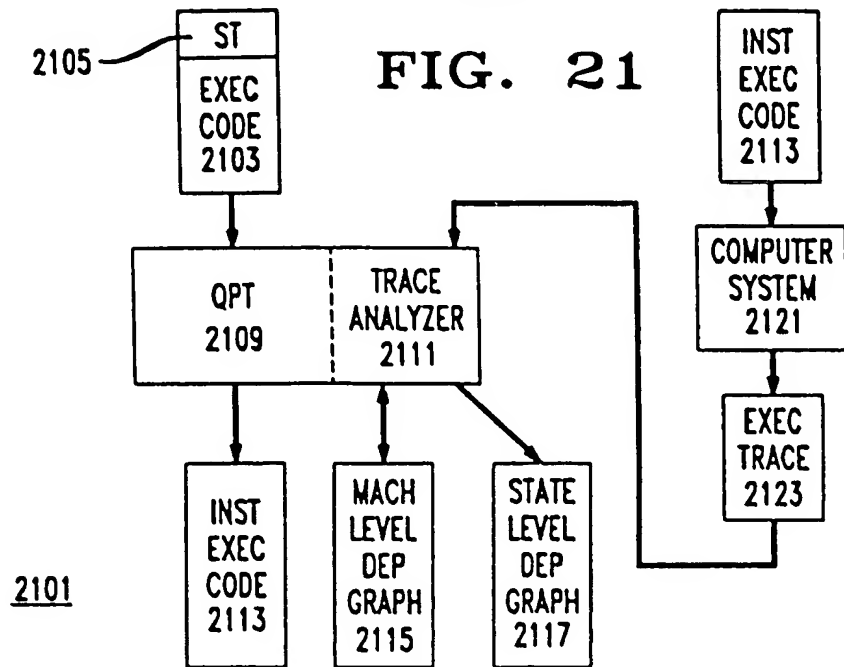 FIG. 21
2105
ST
EXEC
CODE
2103
INST
EXEC
CODE
2113
QPT
2109
TRACE
ANALYZER
2111
COMPUTER
SYSTEM
2121
EXEC
TRACE
2123
INST
EXEC
CODE
2113
MACH
LEVEL
DEP
GRAPH
2115
STATE
LEVEL
DEP
GRAPH
2117
2101